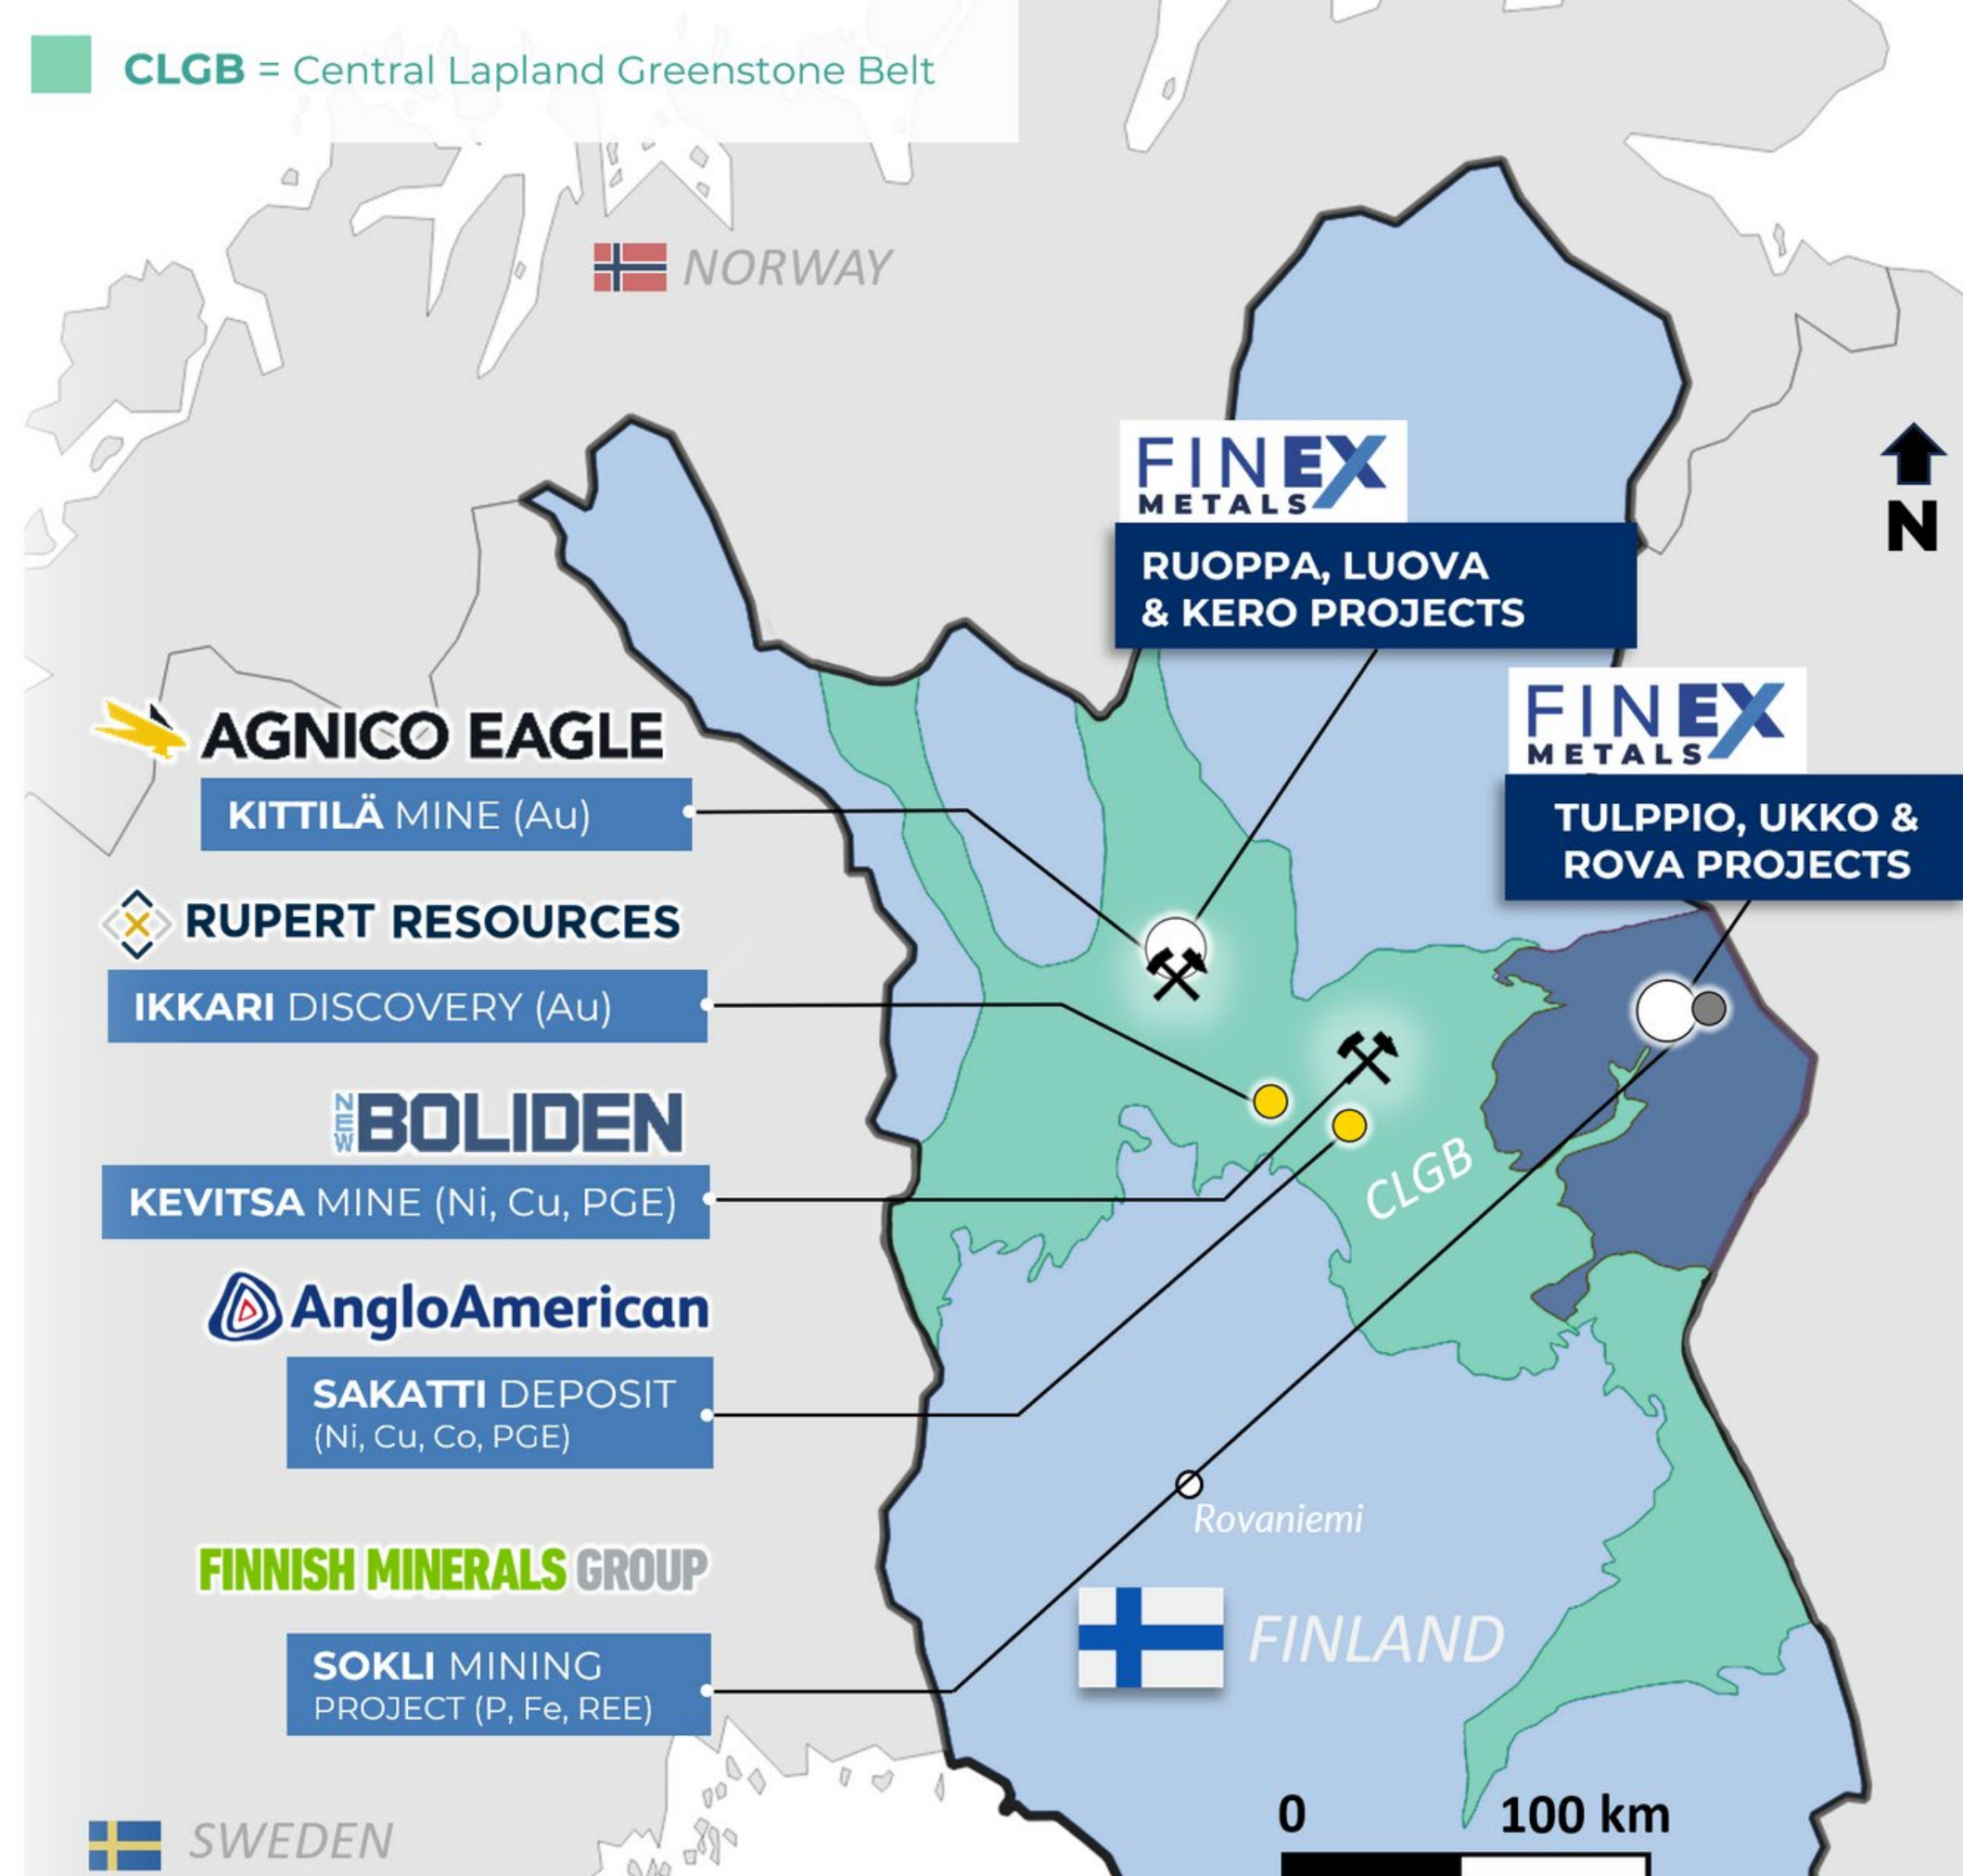 CLGB = Central Lapland Greenstone Belt
NORWAY
FINEX
METALS
RUOPPA, LUOVA
& KERO PROJECTS
N
FINEX
METALS
TULPPIO, UKKO &
ROVA PROJECTS
AGNICO EAGLE
KITTILÄ MINE (Au)
RUPERT RESOURCES
IKKARI DISCOVERY (Au)
NEW BOLIDEN
KEVITSA MINE (Ni, Cu, PGE)
CLGB
AngloAmerican
SAKATTI DEPOSIT
(Ni, Cu, Co, PGE)
Rovaniemi
FINNISH MINERALS GROUP
SOKLI MINING
PROJECT (P, Fe, REE)
FINLAND
SWEDEN
0 100 km